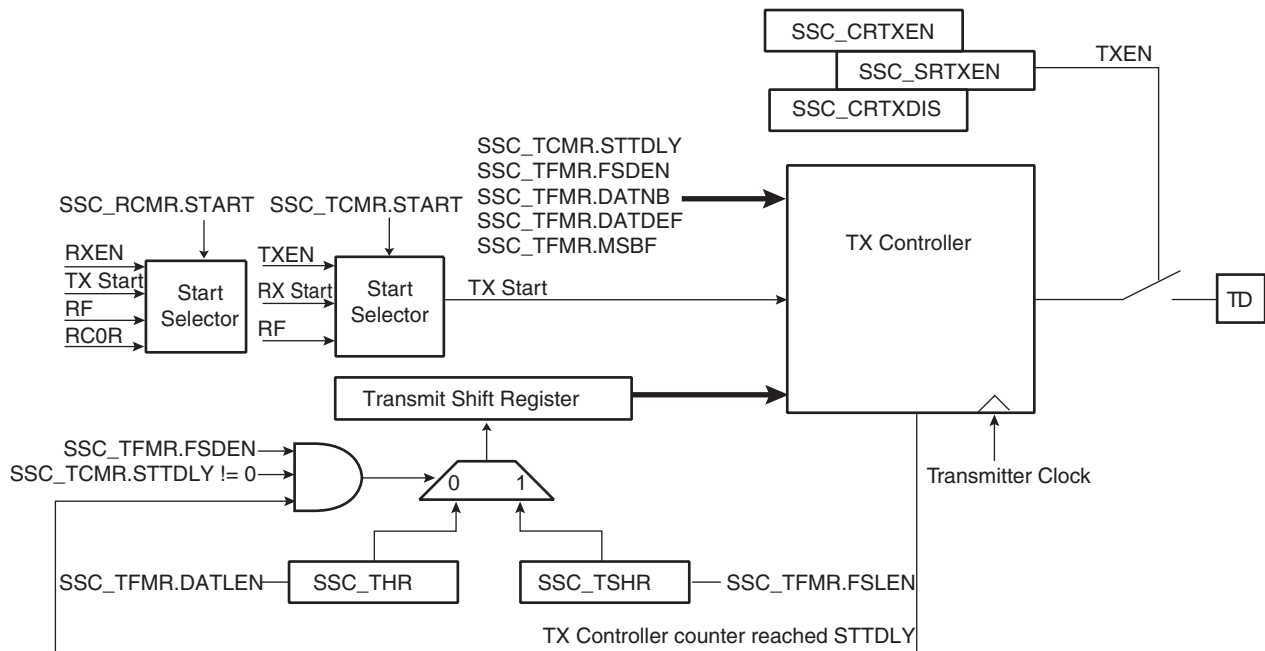 SSC_CRTXEN
SSC_SRTXEN
TXEN
SSC_CRTXDIS
SSC_TCMR.STTDLY
SSC_TFMR.FSDEN
SSC_TFMR.DATNB
SSC_TFMR.DATDEF
SSC_TFMR.MSBF
SSC_RCMR.START
SSC_TCMR.START
RXEN
TX Start
RF
RC0R
Start
Selector
TXEN
RX Start
RF
Start
Selector
TX Start
TX Controller
TD
Transmit Shift Register
Transmitter Clock
SSC_TFMR.FSDEN
SSC_TCMR.STTDLY != 0
0
1
SSC_TFMR.DATLEN
SSC_THR
SSC_TSHR
SSC_TFMR.FSLEN
TX Controller counter reached STTDLY